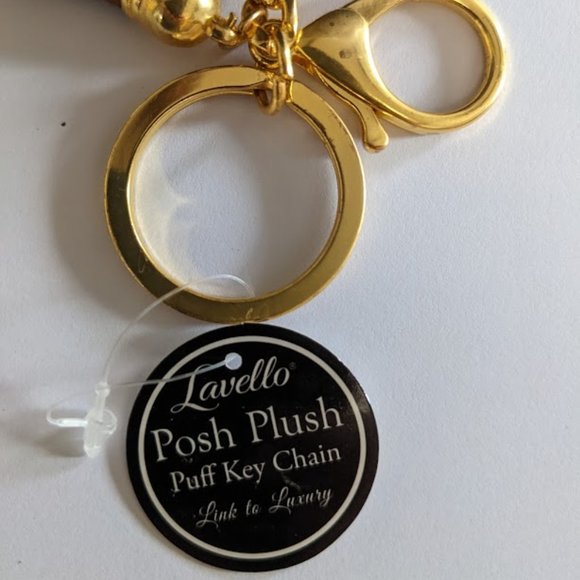 Lavello®
Posh Plush
Puff Key Chain
Link to Luxury